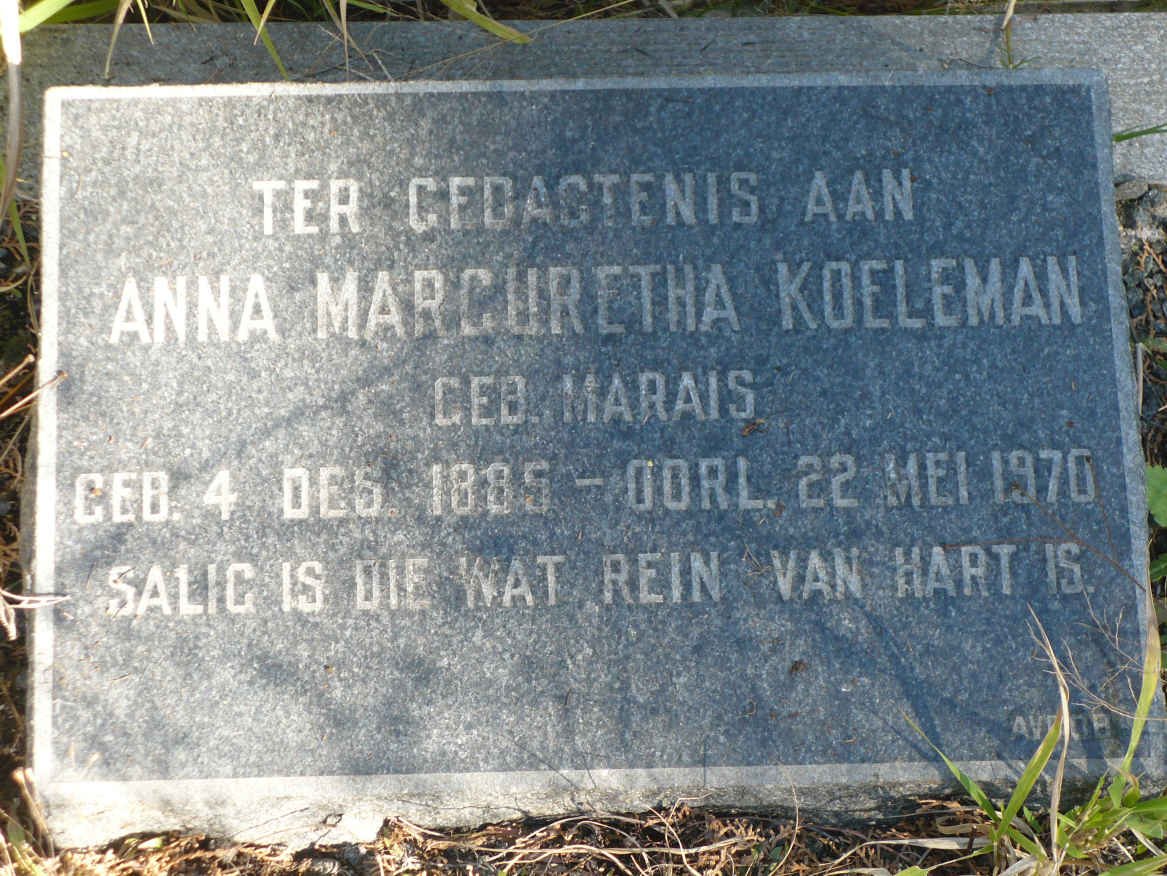 TER GEDAGTENIS AAN
ANNA MARGURETHA KOELEMAN
GEB. MARAIS
GEB. 4 DES. 1885 - OORL. 22 MEI 1970
SALIG IS DIE WAT REIN VAN HART IS.